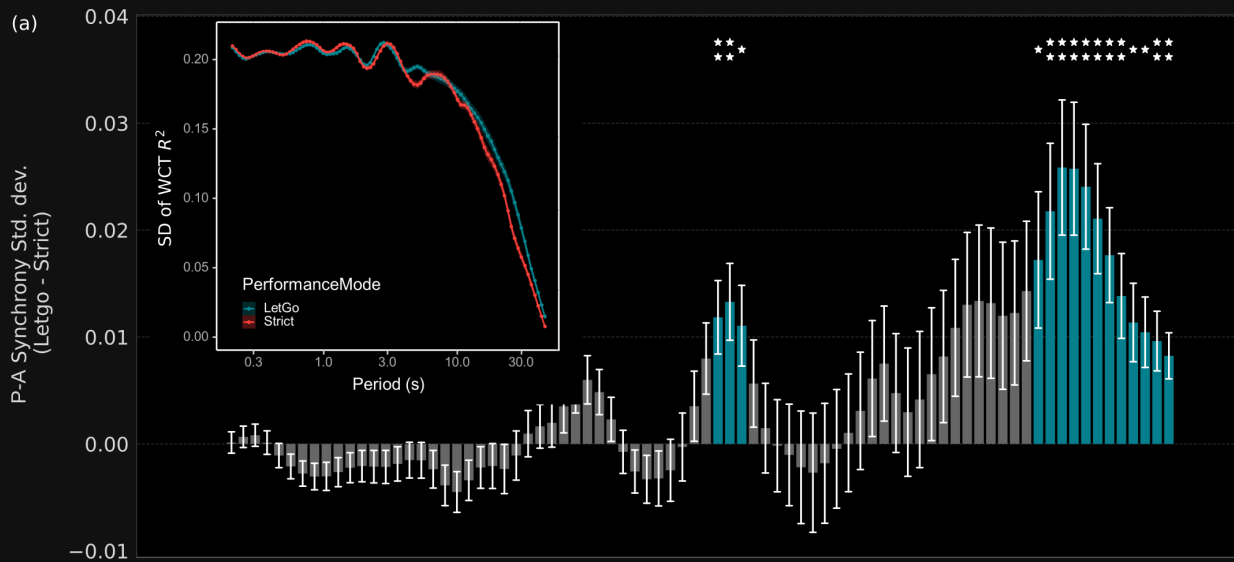 (a)
P-A Synchrony Std. dev.
(Letgo - Strict)
0.04
0.03
0.02
0.01
0.00
−0.01
SD of WCT R²
0.20
0.15
0.10
0.05
0.00
PerformanceMode
LetGo
Strict
0.3 1.0 3.0 10.0 30.0
Period (s)